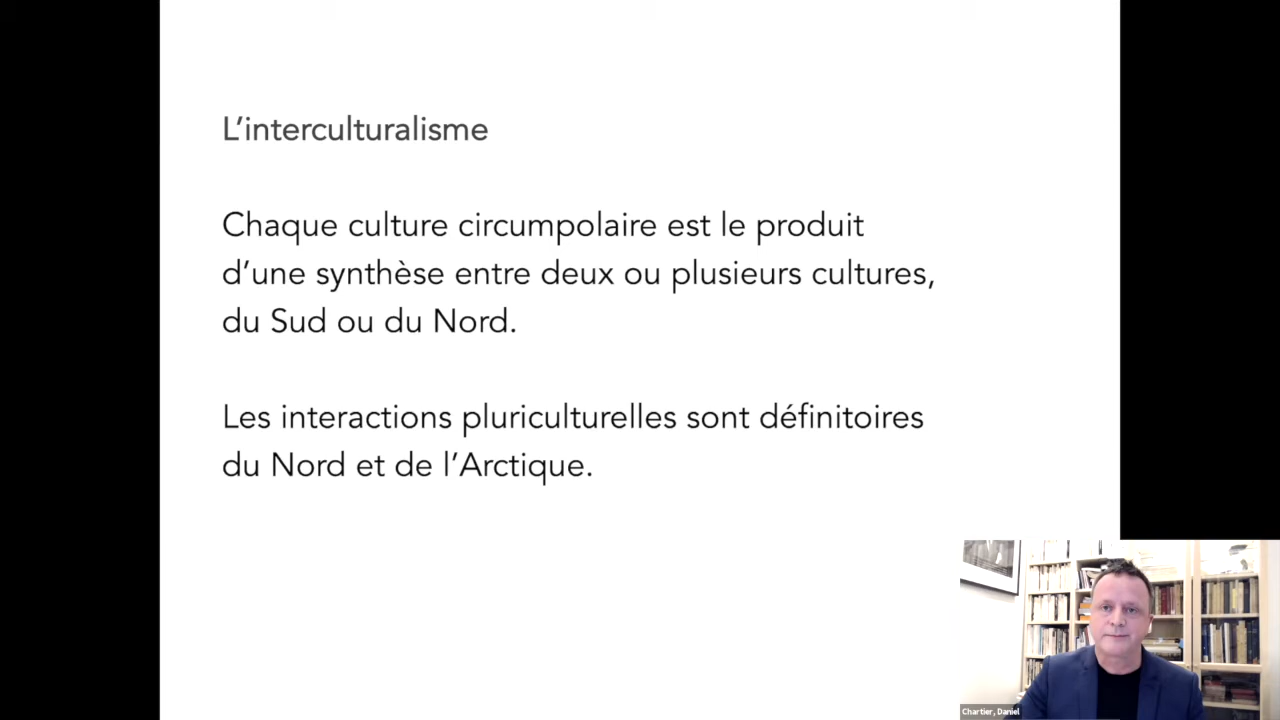 L’interculturalisme
Chaque culture circumpolaire est le produit
d’une synthèse entre deux ou plusieurs cultures,
du Sud ou du Nord.
Les interactions pluriculturelles sont définitoires
du Nord et de l’Arctique.
Chartier, Daniel